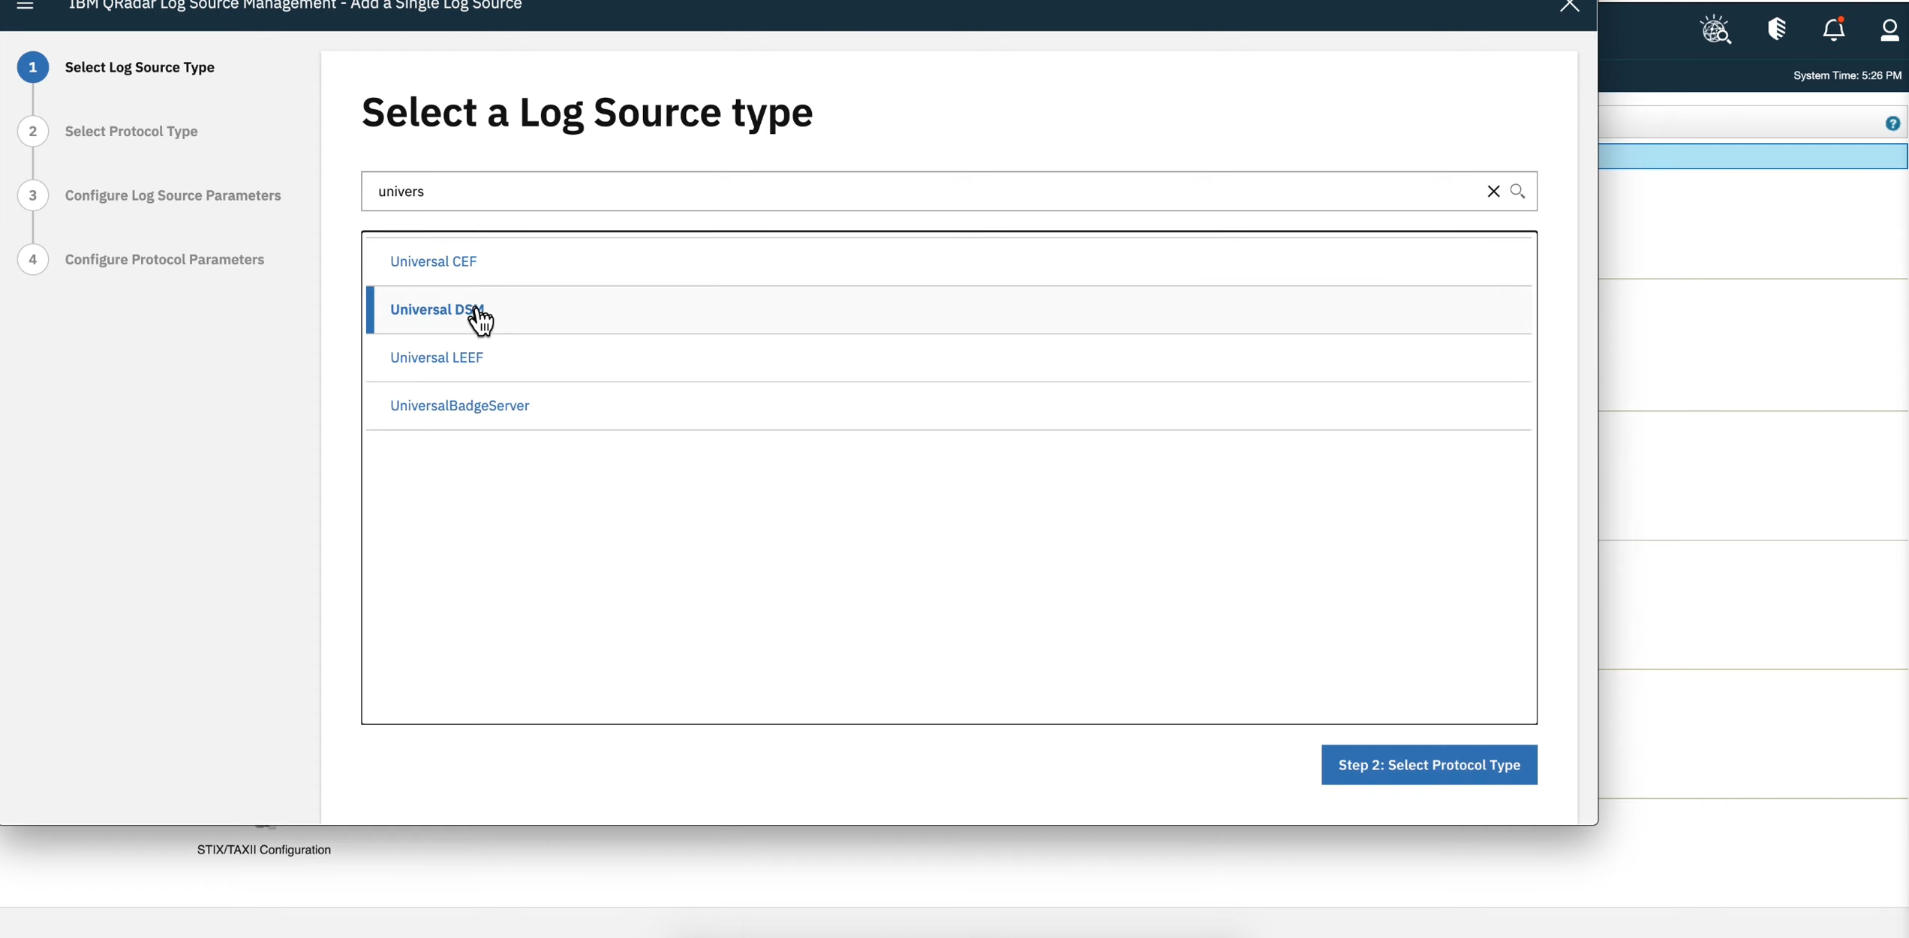 IBM QRadar Log Source Management - Add a Single Log Source
System Time: 5:26 PM
1 Select Log Source Type
2 Select Protocol Type
3 Configure Log Source Parameters
4 Configure Protocol Parameters
Select a Log Source type
univers
Universal CEF
Universal DSM
Universal LEEF
UniversalBadgeServer
Step 2: Select Protocol Type
STIX/TAXII Configuration
?